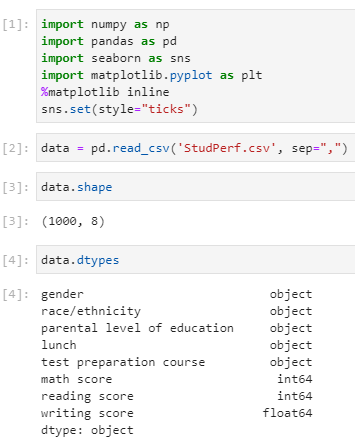 [1]: import numpy as np
import pandas as pd
import seaborn as sns
import matplotlib.pyplot as plt
%matplotlib inline
sns.set(style="ticks")
[2]: data = pd.read_csv('StudPerf.csv', sep=",")
[3]: data.shape
[3]: (1000, 8)
[4]: data.dtypes
[4]: gender object
race/ethnicity object
parental level of education object
lunch object
test preparation course object
math score int64
reading score int64
writing score float64
dtype: object